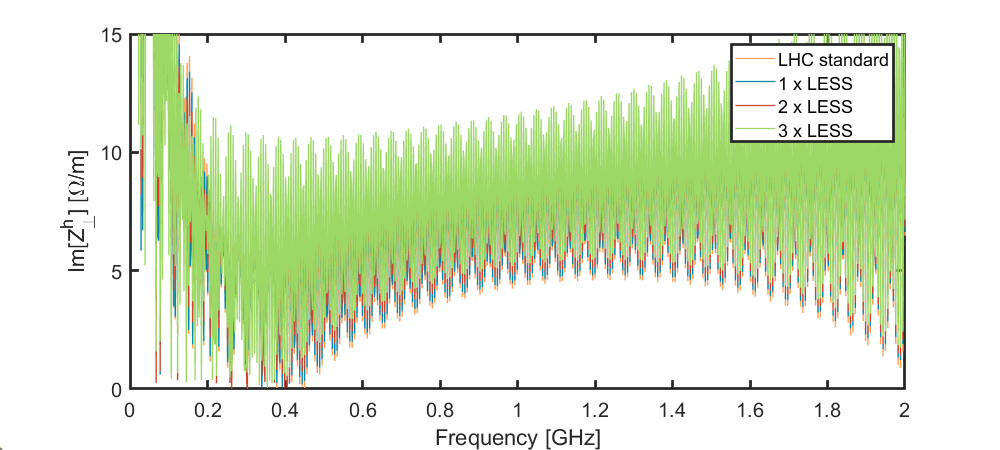 15
10
5
0
Im[Z⊥ʰ] [Ω/m]
LHC standard
1 x LESS
2 x LESS
3 x LESS
0 0.2 0.4 0.6 0.8 1 1.2 1.4 1.6 1.8 2
Frequency [GHz]